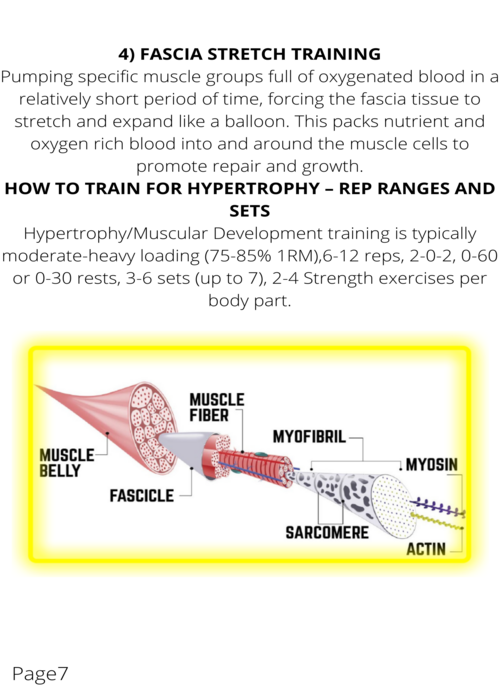 4) FASCIA STRETCH TRAINING
Pumping specific muscle groups full of oxygenated blood in a
relatively short period of time, forcing the fascia tissue to
stretch and expand like a balloon. This packs nutrient and
oxygen rich blood into and around the muscle cells to
promote repair and growth.
HOW TO TRAIN FOR HYPERTROPHY – REP RANGES AND
SETS
Hypertrophy/Muscular Development training is typically
moderate-heavy loading (75-85% 1RM),6-12 reps, 2-0-2, 0-60
or 0-30 rests, 3-6 sets (up to 7), 2-4 Strength exercises per
body part.
MUSCLE
FIBER
MYOFIBRIL
MUSCLE
BELLY
MYOSIN
FASCICLE
SARCOMERE
ACTIN
Page7